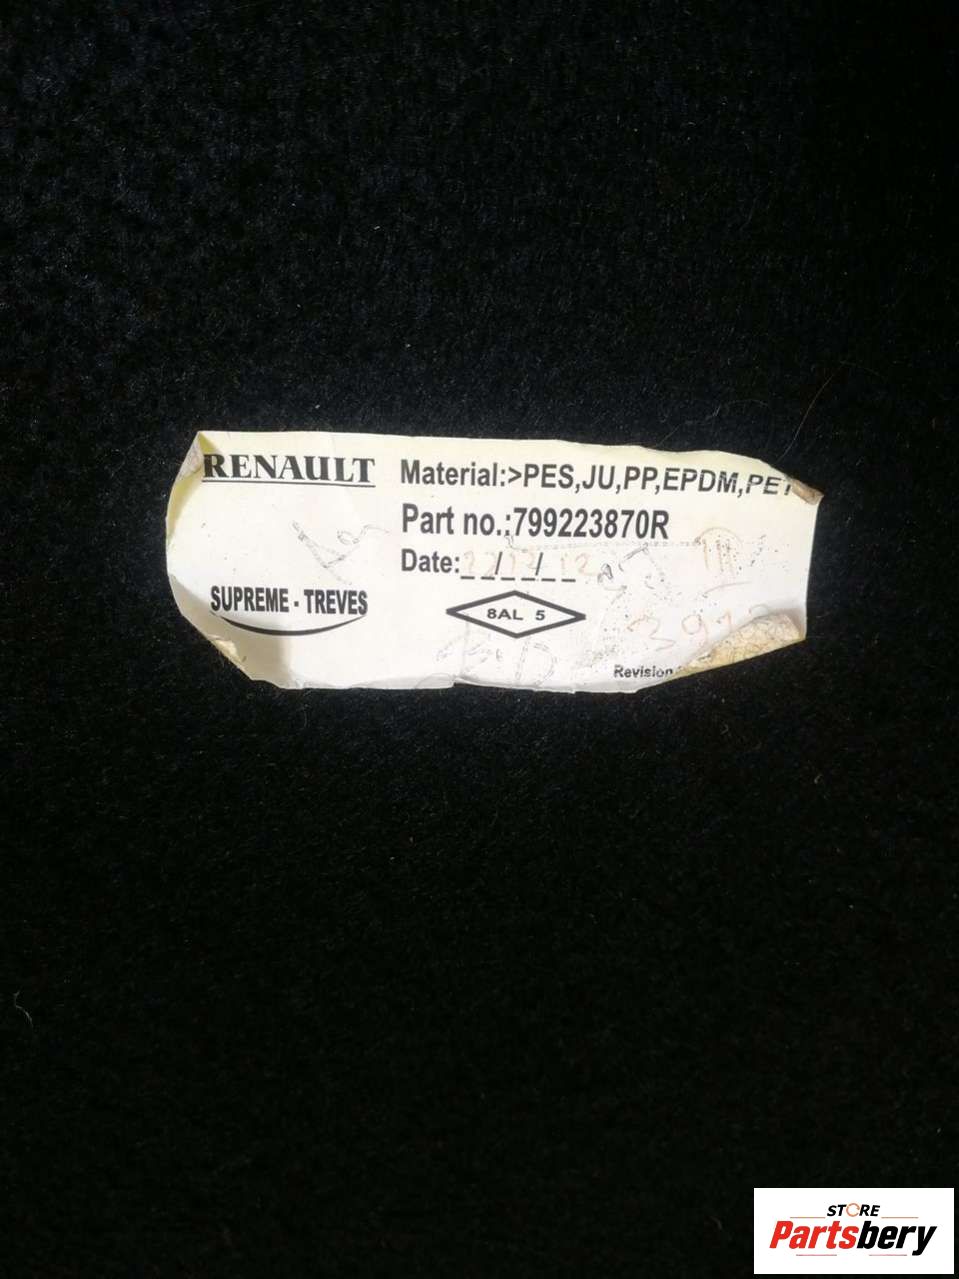 RENAULT
Material:>PES,JU,PP,EPDM,PET
Part no.:799223870R
Date:
SUPREME - TREVES
8AL 5
Revision
STORE
Partsbery